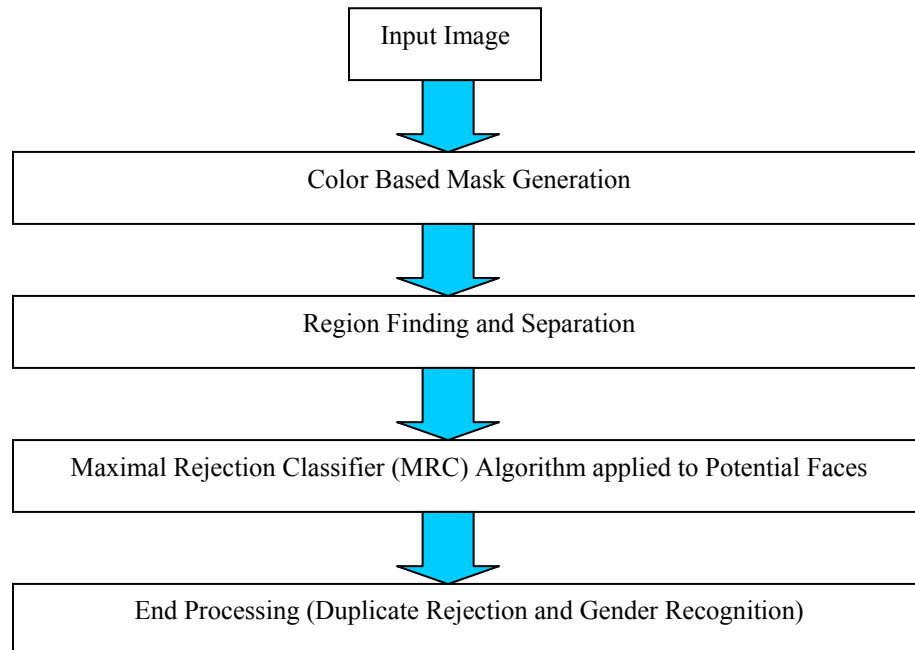 Input Image
Color Based Mask Generation
Region Finding and Separation
Maximal Rejection Classifier (MRC) Algorithm applied to Potential Faces
End Processing (Duplicate Rejection and Gender Recognition)